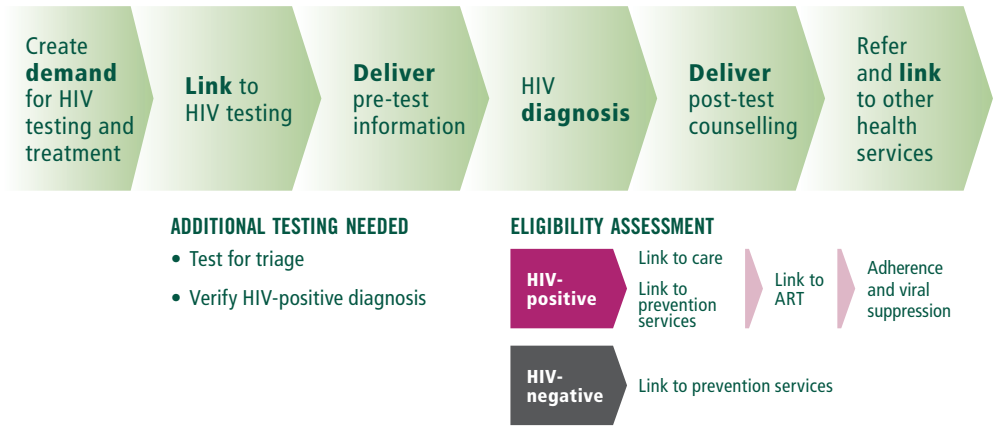 Create
demand
for HIV
testing and
treatment
Link to
HIV testing
Deliver
pre-test
information
HIV
diagnosis
Deliver
post-test
counselling
Refer
and link
to other
health
services
ADDITIONAL TESTING NEEDED
• Test for triage
• Verify HIV-positive diagnosis
ELIGIBILITY ASSESSMENT
HIV-
positive
Link to care
Link to
prevention
services
Link to
ART
Adherence
and viral
suppression
HIV-
negative
Link to prevention services